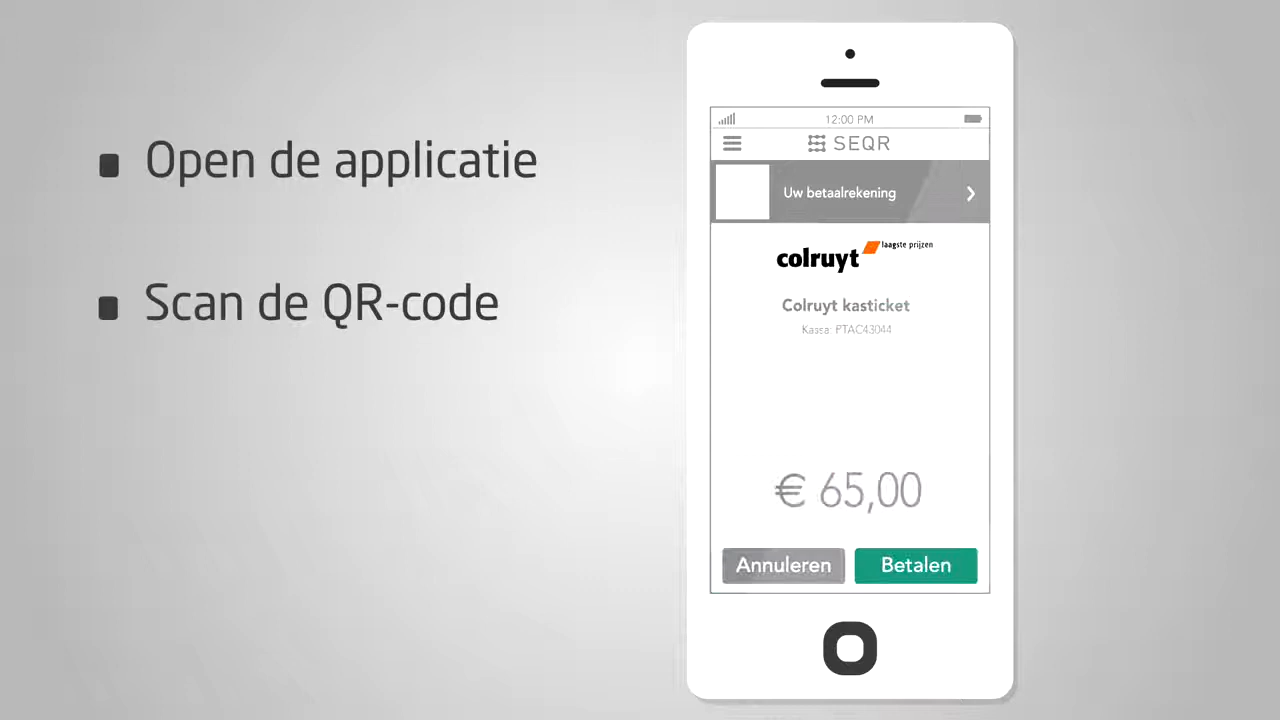 Open de applicatie
Scan de QR-code
12:00 PM
SEQR
Uw betaalrekening
colruyt laagste prijzen
Colruyt kasticket
Kassa: PTAC43044
€ 65,00
Annuleren
Betalen